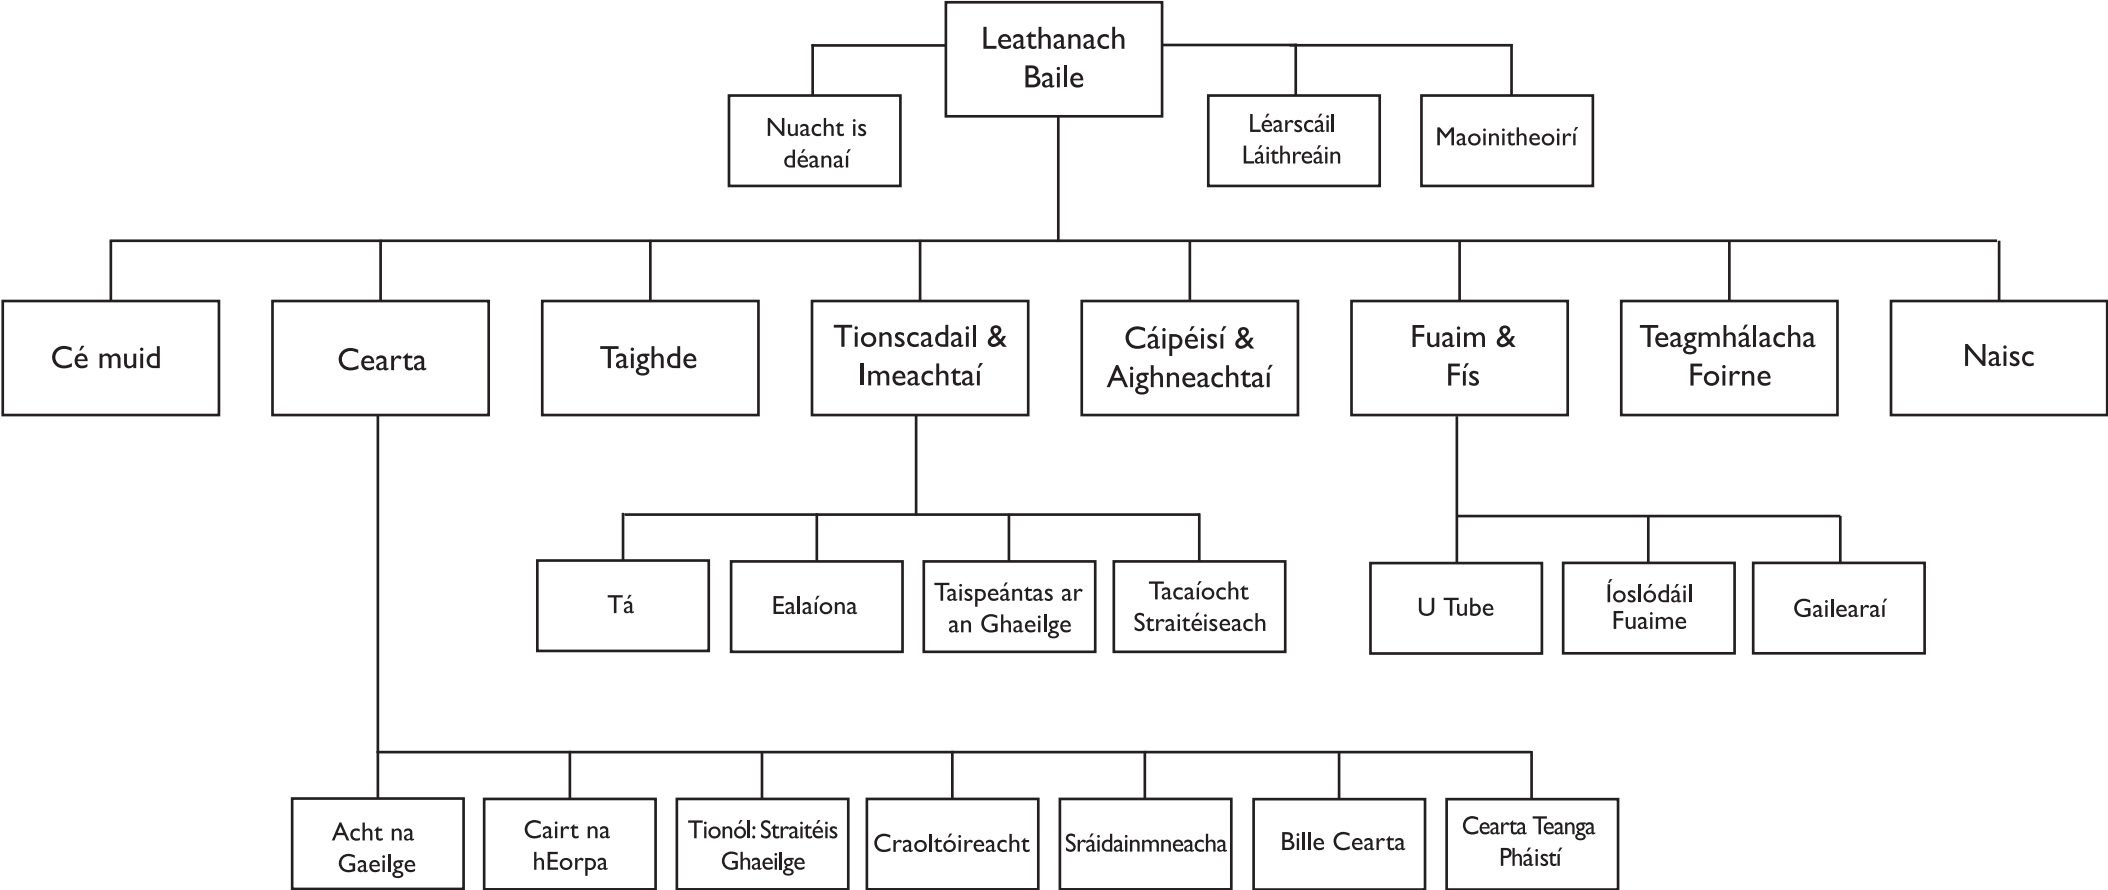 Leathanach
Baile
Nuacht is
déanaí
Léarscáil
Láithreáin
Maoinitheoirí
Cé muid
Cearta
Taighde
Tionscadail &
Imeachtaí
Cáipéisí &
Aighneachtaí
Fuaim &
Fís
Teagmhálacha
Foirne
Naisc
Tá
Ealaíona
Taispeántas ar
an Ghaeilge
Tacaíocht
Straitéiseach
U Tube
Íoslódáil
Fuaime
Gailearaí
Acht na
Gaeilge
Cairt na
hEorpa
Tionól: Straitéis
Ghaeilge
Craoltóireacht
Sráidainmneacha
Bille Cearta
Cearta Teanga
Pháistí